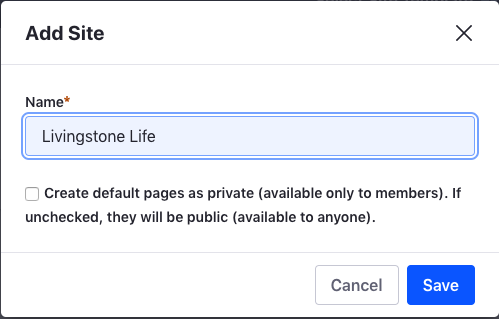 Add Site
Name*
Livingstone Life
Create default pages as private (available only to members). If
unchecked, they will be public (available to anyone).
Cancel Save